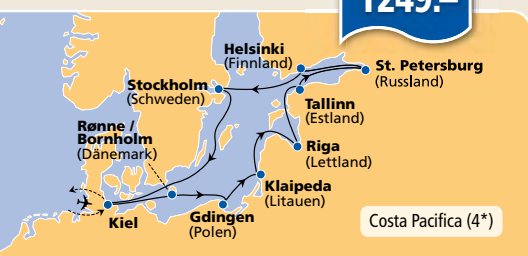 1249.–
Helsinki
(Finnland)
St. Petersburg
(Russland)
Stockholm
(Schweden)
Tallinn
(Estland)
Rønne /
Bornholm
(Dänemark)
Riga
(Lettland)
Klaipeda
(Litauen)
Kiel
Gdingen
(Polen)
Costa Pacifica (4*)